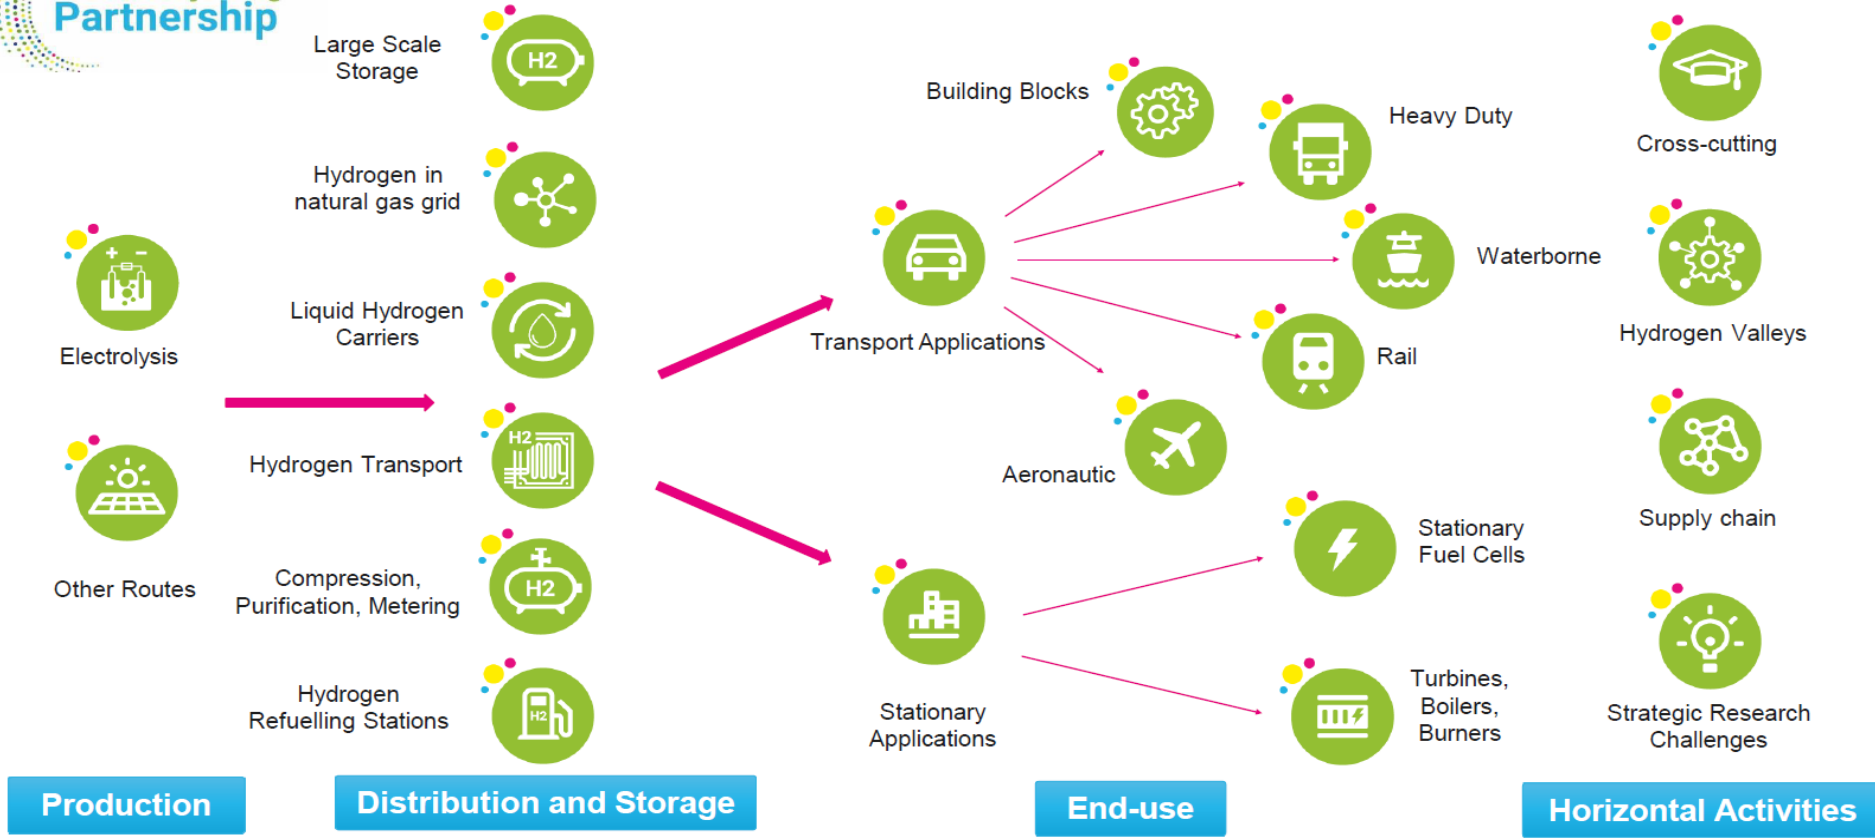 Partnership
Large Scale
Storage
H2
Hydrogen in
natural gas grid
Liquid Hydrogen
Carriers
Hydrogen Transport
H2
Compression,
Purification, Metering
H2
Hydrogen
Refuelling Stations
H2
+ −
Electrolysis
Other Routes
Building Blocks
Heavy Duty
Waterborne
Transport Applications
Rail
Aeronautic
Stationary
Fuel Cells
Stationary
Applications
Turbines,
Boilers,
Burners
Cross-cutting
Hydrogen Valleys
Supply chain
Strategic Research
Challenges
Production
Distribution and Storage
End-use
Horizontal Activities